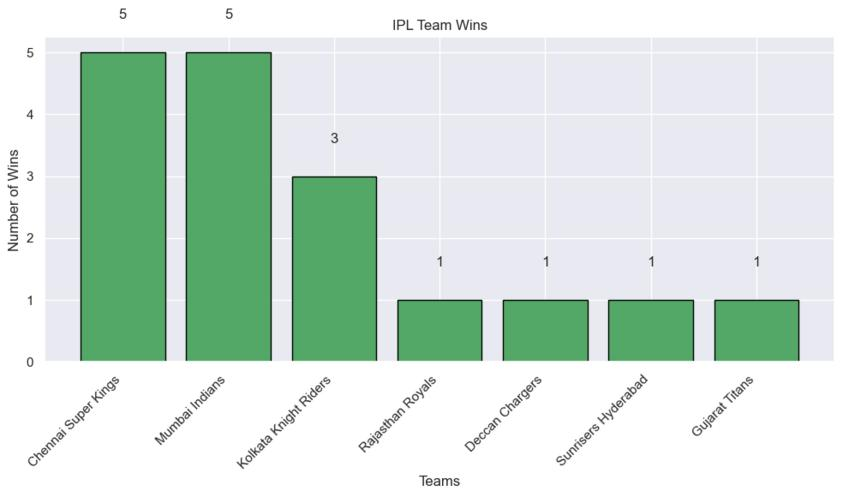 IPL Team Wins
5 5
3
1 1 1 1
5
4
3
2
1
0
Number of Wins
Chennai Super Kings
Mumbai Indians
Kolkata Knight Riders
Rajasthan Royals
Deccan Chargers
Sunrisers Hyderabad
Gujarat Titans
Teams